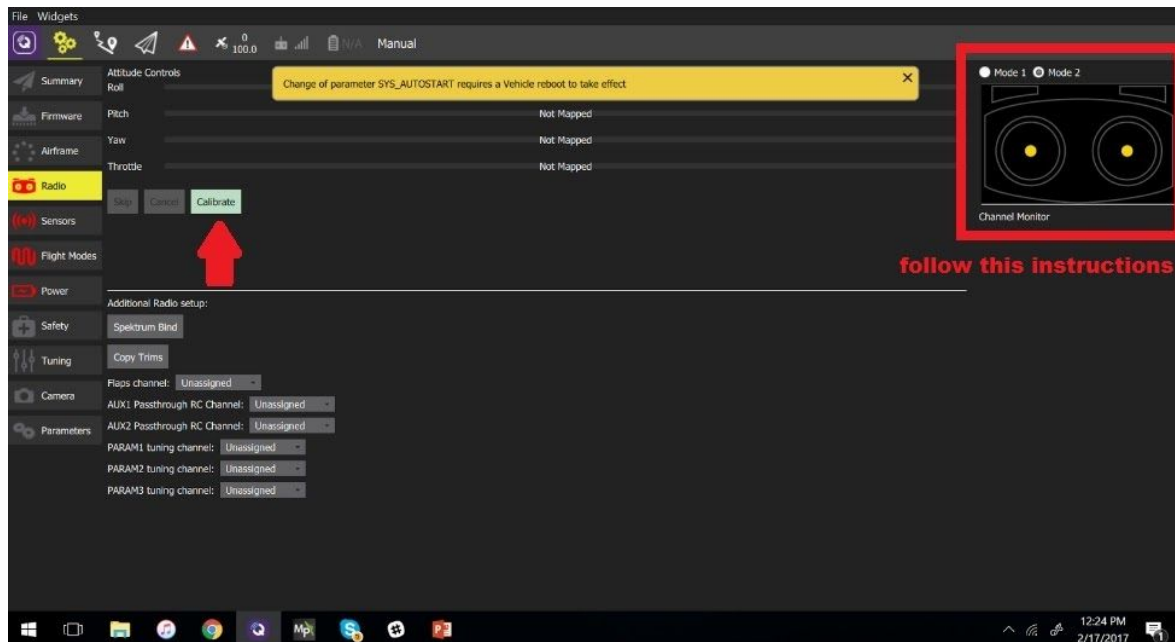 File Widgets
0
100.0
N/A
Manual
Summary
Firmware
Airframe
Radio
Sensors
Flight Modes
Power
Safety
Tuning
Camera
Parameters
Attitude Controls
Roll
Change of parameter SYS_AUTOSTART requires a Vehicle reboot to take effect
Pitch Not Mapped
Yaw Not Mapped
Throttle Not Mapped
Skip Cancel Calibrate
Mode 1 Mode 2
Channel Monitor
follow this instructions
Additional Radio setup:
Spektrum Bind
Copy Trims
Flaps channel: Unassigned
AUX1 Passthrough RC Channel: Unassigned
AUX2 Passthrough RC Channel: Unassigned
PARAM1 tuning channel: Unassigned
PARAM2 tuning channel: Unassigned
PARAM3 tuning channel: Unassigned
Mp
12:24 PM
2/17/2017